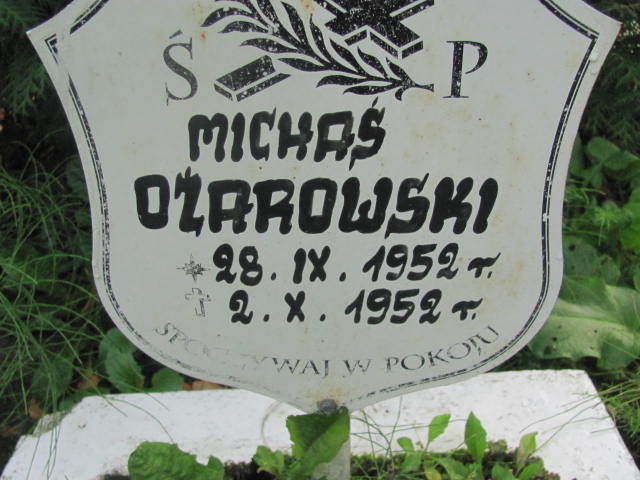 Ś P
MICHAŚ
OŻAROWSKI
28. IX. 1952 r.
2. X. 1952 r.
SPOCZYWAJ W POKOJU